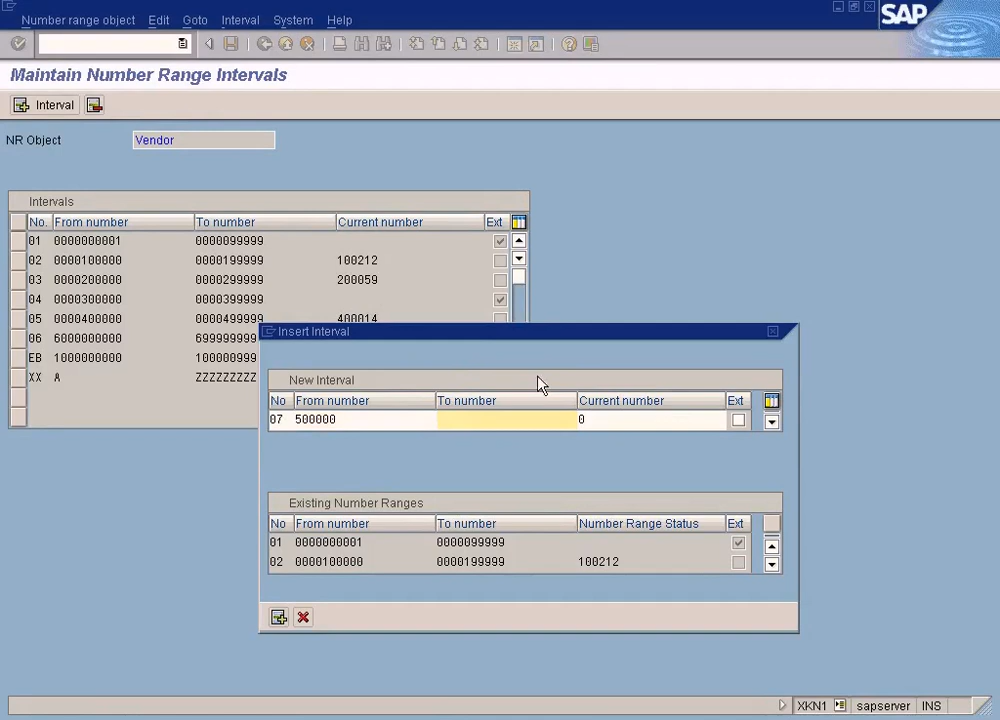 Number range object Edit Goto Interval System Help
SAP
Maintain Number Range Intervals
Interval
NR Object Vendor
Intervals
No. From number To number Current number Ext
01 0000000001 0000099999
02 0000100000 0000199999 100212
03 0000200000 0000299999 200059
04 0000300000 0000399999
05 0000400000 0000499999 400014
06 6000000000 699999999
EB 1000000000 100000999
XX A ZZZZZZZZZ
Insert Interval
New Interval
No From number To number Current number Ext
07 500000 0
Existing Number Ranges
No From number To number Number Range Status Ext
01 0000000001 0000099999
02 0000100000 0000199999 100212
XKN1 sapserver INS